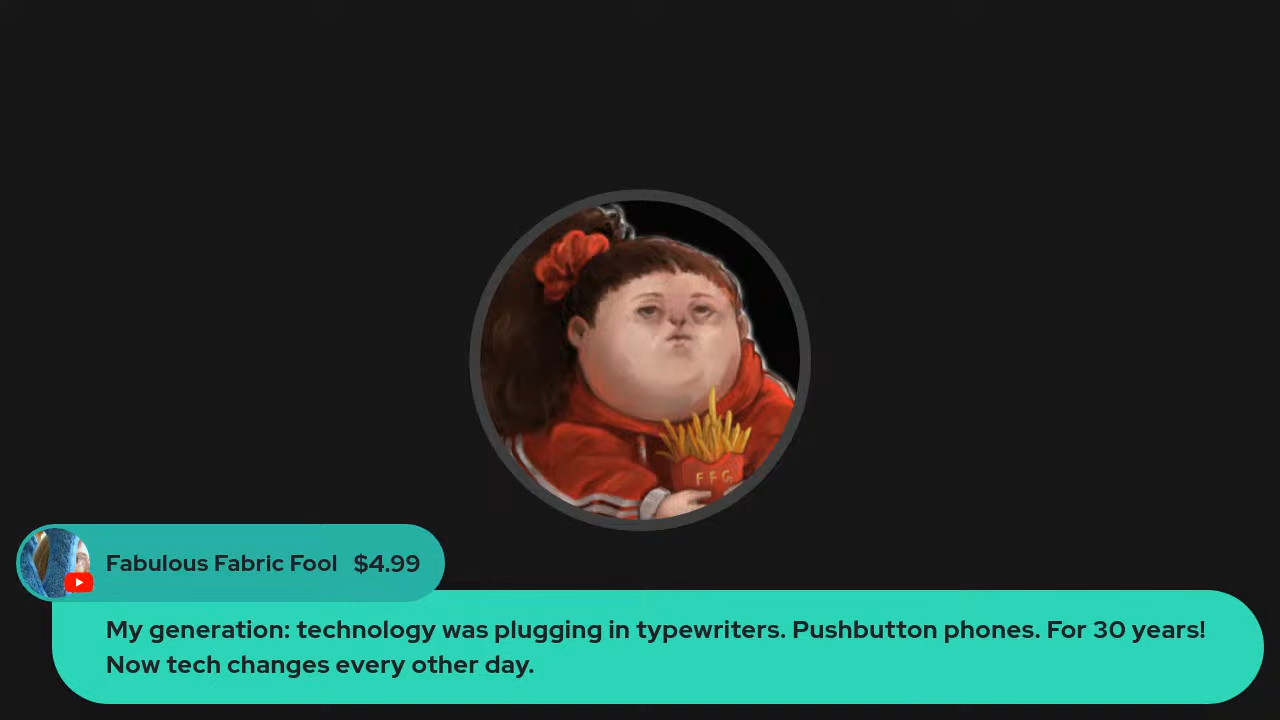 FFG
Fabulous Fabric Fool $4.99
My generation: technology was plugging in typewriters. Pushbutton phones. For 30 years!
Now tech changes every other day.